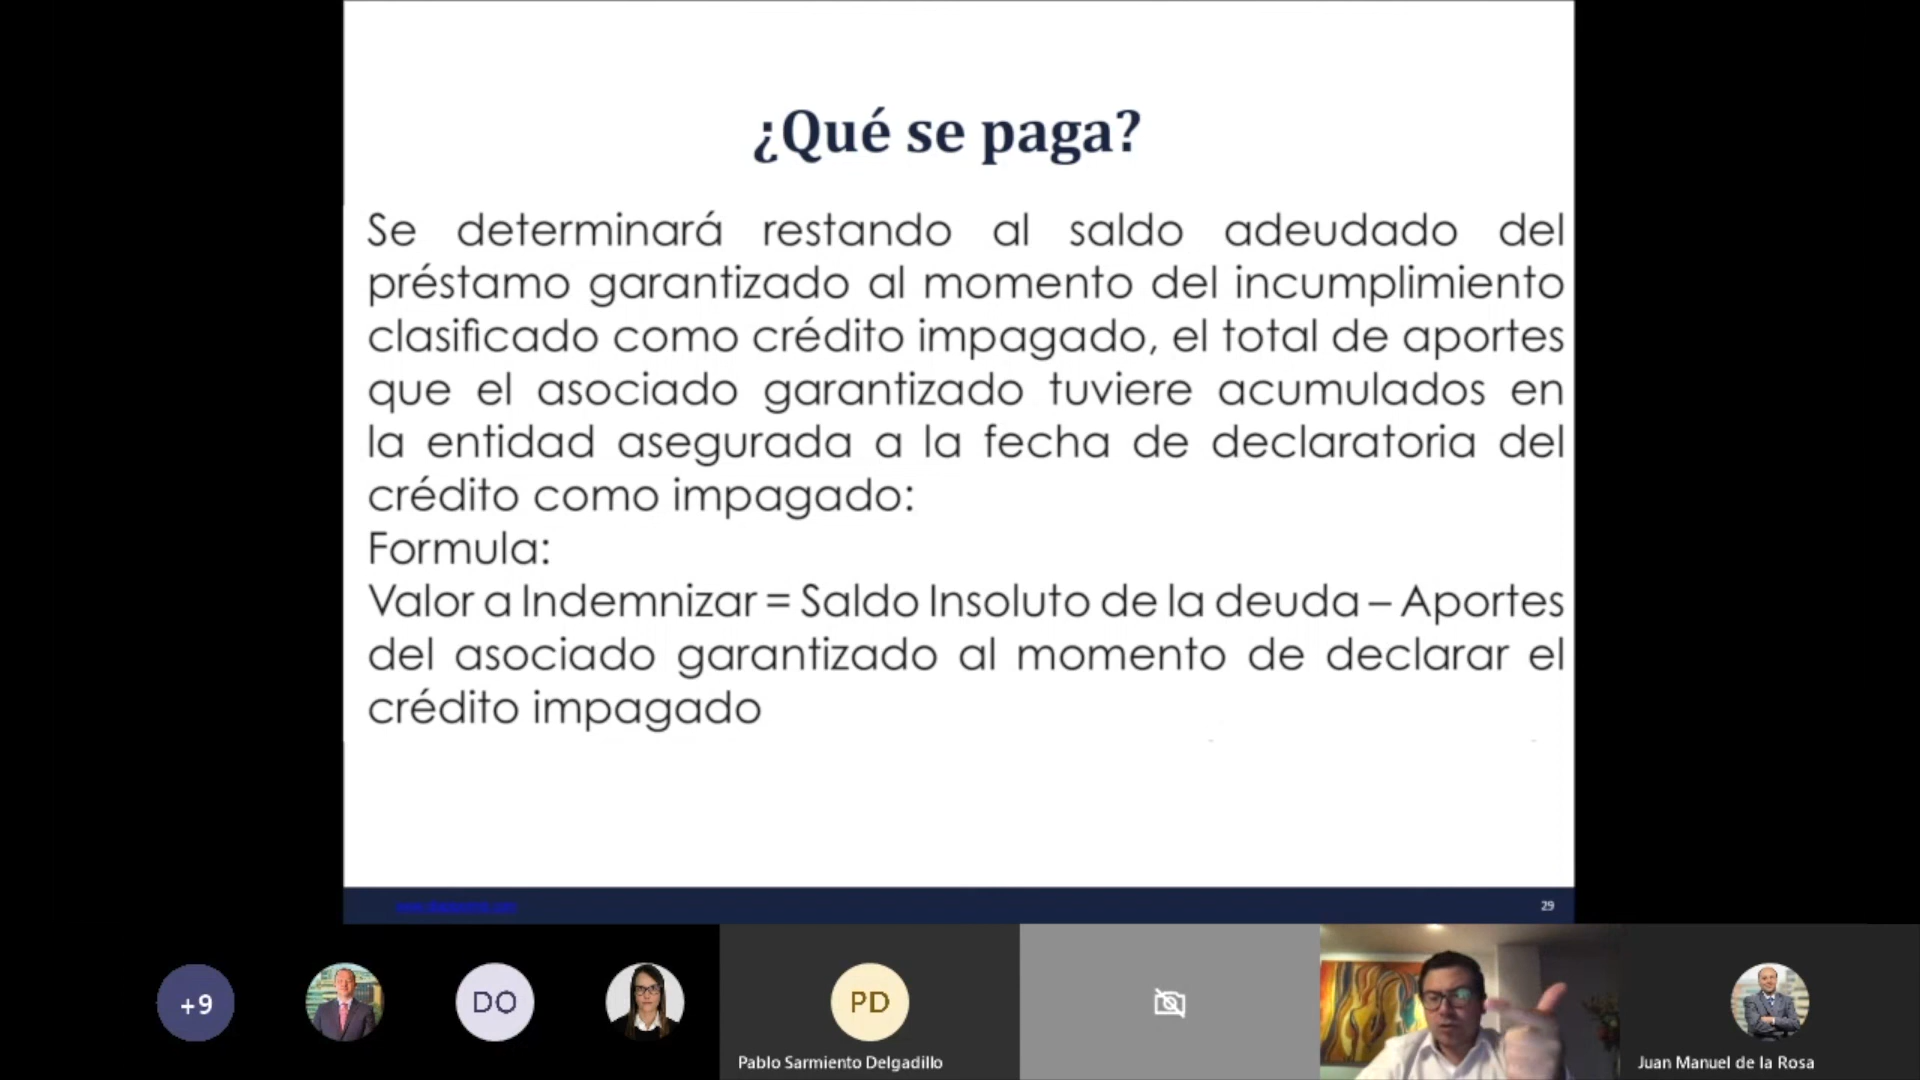 ¿Qué se paga?
Se determinará restando al saldo adeudado del
préstamo garantizado al momento del incumplimiento
clasificado como crédito impagado, el total de aportes
que el asociado garantizado tuviere acumulados en
la entidad asegurada a la fecha de declaratoria del
crédito como impagado:
Formula:
Valor a Indemnizar = Saldo Insoluto de la deuda – Aportes
del asociado garantizado al momento de declarar el
crédito impagado
29
+9
DO
PD
Pablo Sarmiento Delgadillo
Juan Manuel de la Rosa